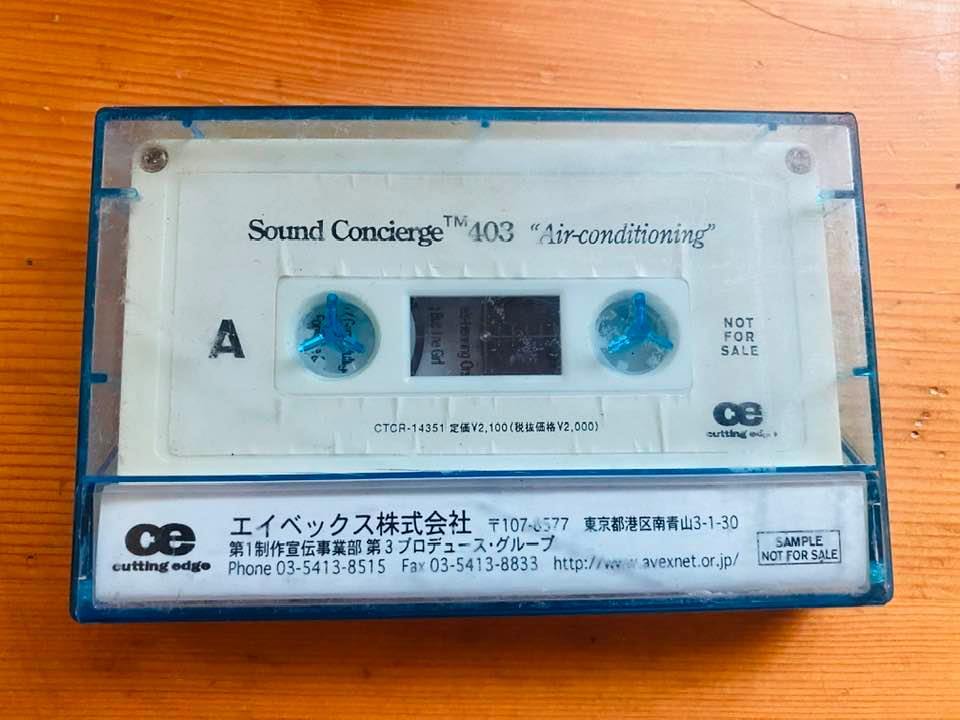 Sound Concierge™403 "Air-conditioning"
A
NOT
FOR
SALE
ce
cutting edge
CTCR-14351 定価¥2,100(税抜価格¥2,000)
ce
cutting edge
エイベックス株式会社 〒107-8577 東京都港区南青山3-1-30
第1制作宣伝事業部 第3プロデュース・グループ
Phone 03-5413-8515 Fax 03-5413-8833 http://www.avexnet.or.jp/
SAMPLE
NOT FOR SALE